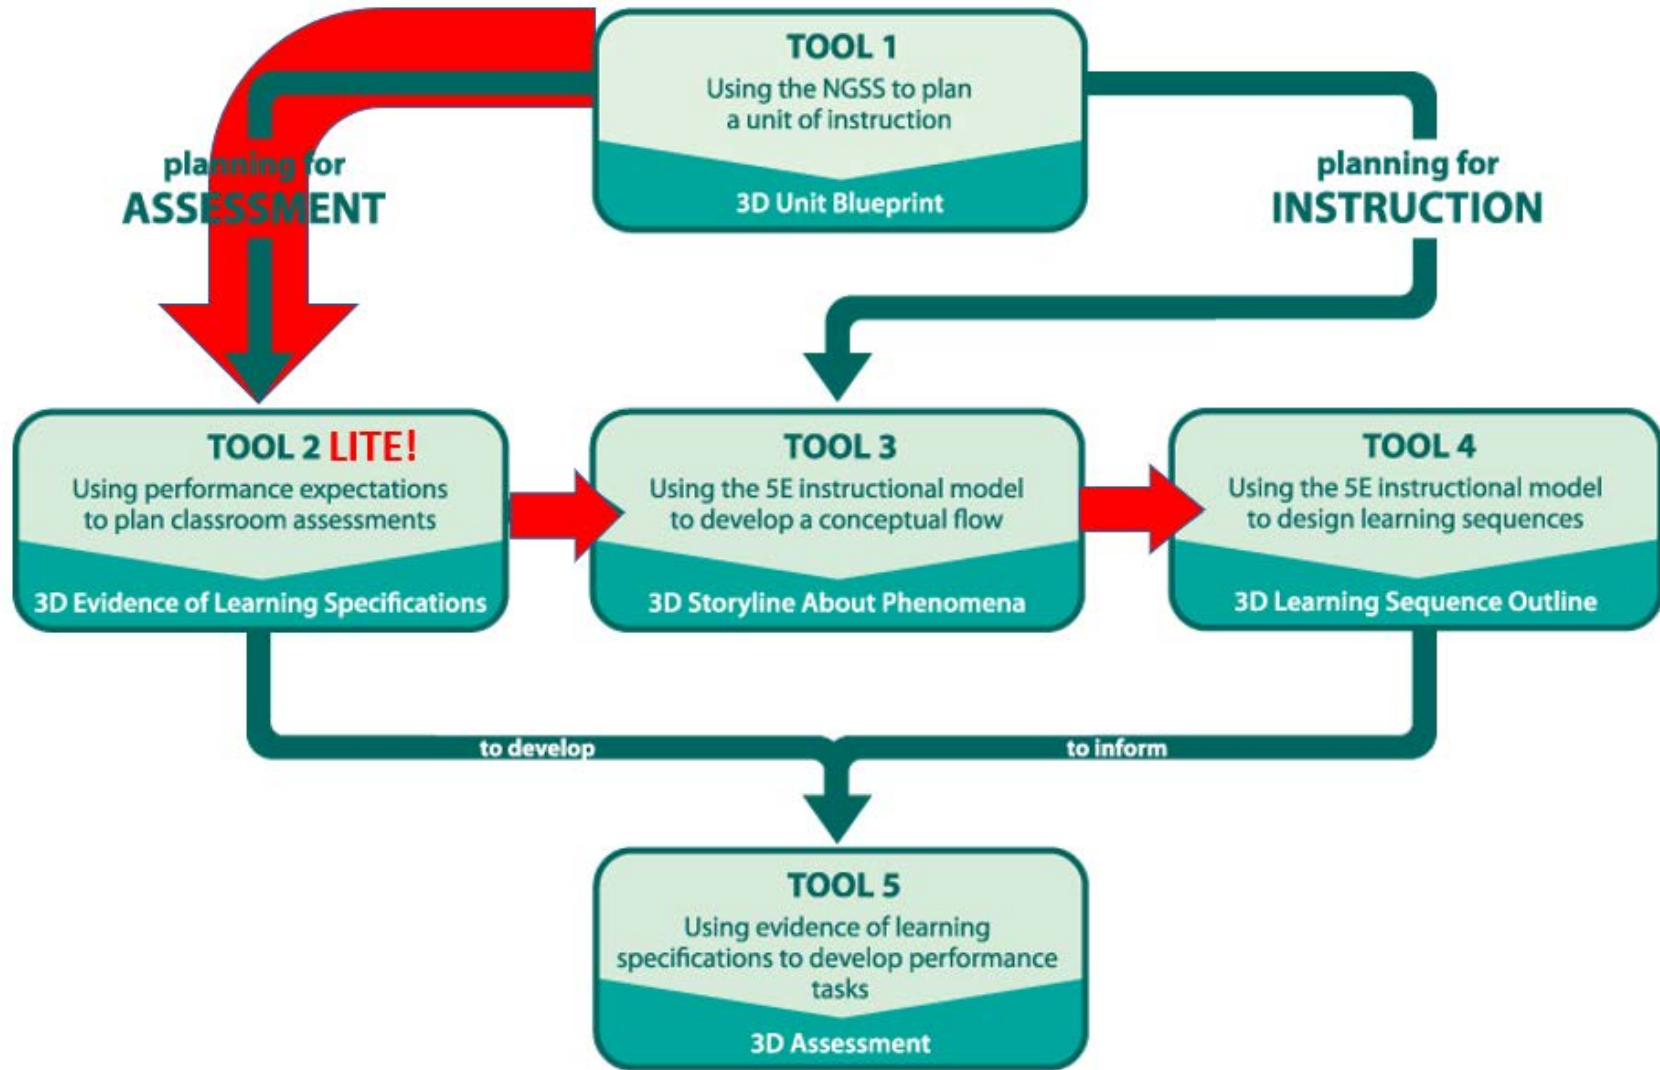 TOOL 1
Using the NGSS to plan
a unit of instruction
3D Unit Blueprint
planning for
ASSESSMENT
planning for
INSTRUCTION
TOOL 2 LITE!
Using performance expectations
to plan classroom assessments
3D Evidence of Learning Specifications
TOOL 3
Using the 5E instructional model
to develop a conceptual flow
3D Storyline About Phenomena
TOOL 4
Using the 5E instructional model
to design learning sequences
3D Learning Sequence Outline
to develop
to inform
TOOL 5
Using evidence of learning
specifications to develop performance
tasks
3D Assessment